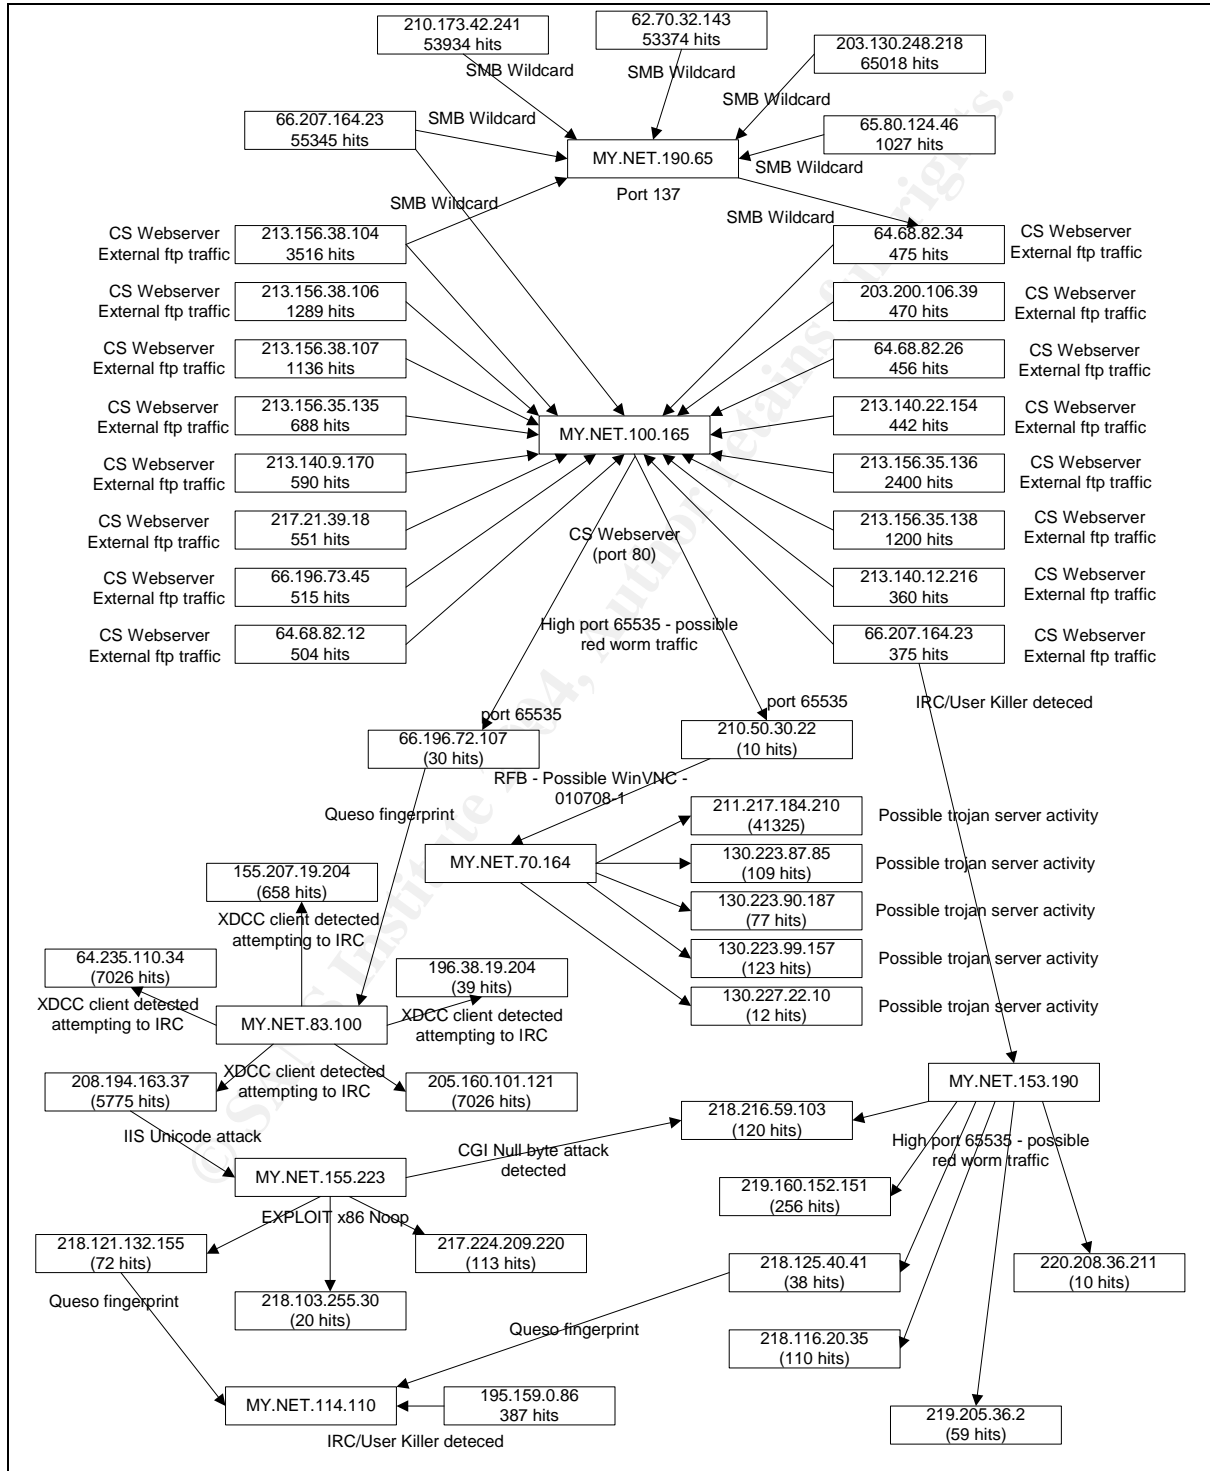 210.173.42.241
53934 hits
62.70.32.143
53374 hits
203.130.248.218
65018 hits
SMB Wildcard
SMB Wildcard
SMB Wildcard
66.207.164.23
55345 hits
SMB Wildcard
65.80.124.46
1027 hits
MY.NET.190.65
SMB Wildcard
Port 137
SMB Wildcard
SMB Wildcard
CS Webserver
External ftp traffic
213.156.38.104
3516 hits
64.68.82.34
475 hits
CS Webserver
External ftp traffic
CS Webserver
External ftp traffic
213.156.38.106
1289 hits
203.200.106.39
470 hits
CS Webserver
External ftp traffic
CS Webserver
External ftp traffic
213.156.38.107
1136 hits
64.68.82.26
456 hits
CS Webserver
External ftp traffic
CS Webserver
External ftp traffic
213.156.35.135
688 hits
MY.NET.100.165
213.140.22.154
442 hits
CS Webserver
External ftp traffic
CS Webserver
External ftp traffic
213.140.9.170
590 hits
213.156.35.136
2400 hits
CS Webserver
External ftp traffic
CS Webserver
External ftp traffic
217.21.39.18
551 hits
CS Webserver
(port 80)
213.156.35.138
1200 hits
CS Webserver
External ftp traffic
CS Webserver
External ftp traffic
66.196.73.45
515 hits
213.140.12.216
360 hits
CS Webserver
External ftp traffic
CS Webserver
External ftp traffic
64.68.82.12
504 hits
High port 65535 - possible
red worm traffic
66.207.164.23
375 hits
CS Webserver
External ftp traffic
IRC/User Killer deteced
port 65535
port 65535
66.196.72.107
(30 hits)
210.50.30.22
(10 hits)
RFB - Possible WinVNC -
010708-1
Queso fingerprint
211.217.184.210
(41325)
Possible trojan server activity
MY.NET.70.164
130.223.87.85
(109 hits)
Possible trojan server activity
155.207.19.204
(658 hits)
130.223.90.187
(77 hits)
Possible trojan server activity
XDCC client detected
attempting to IRC
130.223.99.157
(123 hits)
Possible trojan server activity
64.235.110.34
(7026 hits)
196.38.19.204
(39 hits)
130.227.22.10
(12 hits)
Possible trojan server activity
XDCC client detected
attempting to IRC
MY.NET.83.100
XDCC client detected
attempting to IRC
XDCC client detected
attempting to IRC
208.194.163.37
(5775 hits)
205.160.101.121
(7026 hits)
MY.NET.153.190
218.216.59.103
(120 hits)
IIS Unicode attack
CGI Null byte attack
detected
High port 65535 - possible
red worm traffic
MY.NET.155.223
219.160.152.151
(256 hits)
EXPLOIT x86 Noop
218.121.132.155
(72 hits)
217.224.209.220
(113 hits)
218.125.40.41
(38 hits)
220.208.36.211
(10 hits)
Queso fingerprint
218.103.255.30
(20 hits)
Queso fingerprint
218.116.20.35
(110 hits)
MY.NET.114.110
195.159.0.86
387 hits
219.205.36.2
(59 hits)
IRC/User Killer deteced
© SANS Institute 2004, Author retains full rights.